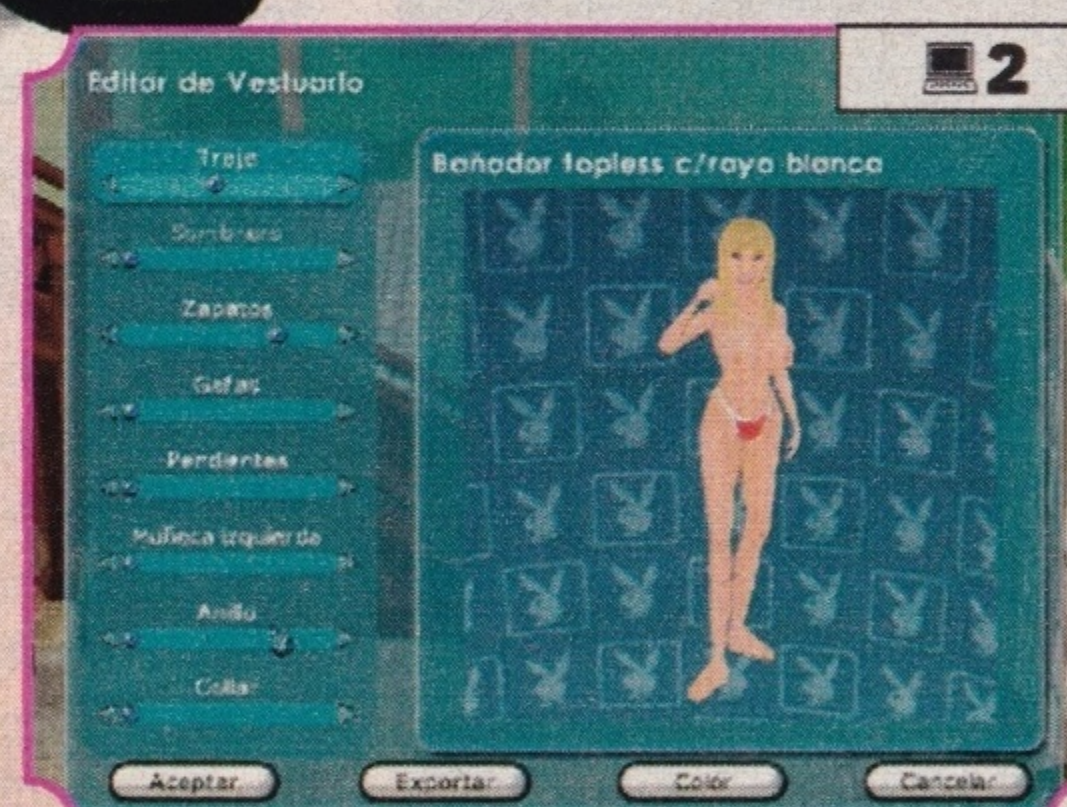 Editor de Vestuario
2
Traje
Bañador topless c/raya blanca
Sombrero
Zapatos
Gafas
Pendientes
Muñeca izquierda
Anillo
Collar
Aceptar
Exportar
Color
Cancelar